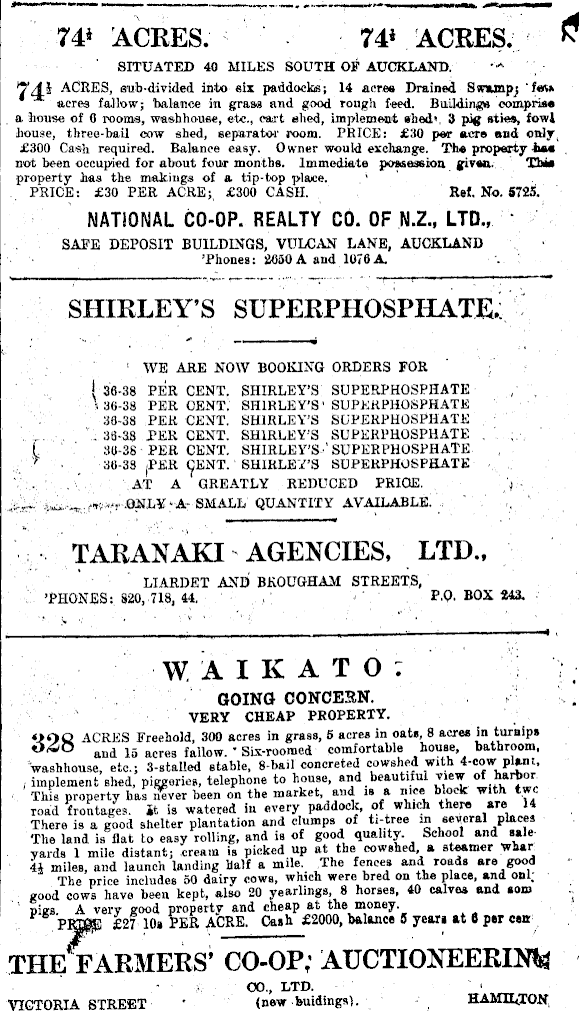 74½ ACRES. 74½ ACRES.
SITUATED 40 MILES SOUTH OF AUCKLAND.
74½ ACRES, sub-divided into six paddocks; 14 acres Drained Swamp; few
acres fallow; balance in grass and good rough feed. Buildings comprise
a house of 6 rooms, washhouse, etc., cart shed, implement shed, 3 pig sties, fowl
house, three-bail cow shed, separator room. PRICE: £30 per acre and only
£300 Cash required. Balance easy. Owner would exchange. The property has
not been occupied for about four months. Immediate possession given. This
property has the makings of a tip-top place.
PRICE: £30 PER ACRE; £300 CASH. Ref. No. 5725.
NATIONAL CO-OP. REALTY CO. OF N.Z., LTD.,
SAFE DEPOSIT BUILDINGS, VULCAN LANE, AUCKLAND
'Phones: 2650 A and 1076 A.
SHIRLEY'S SUPERPHOSPHATE.
WE ARE NOW BOOKING ORDERS FOR
36-38 PER CENT. SHIRLEY'S SUPERPHOSPHATE
36-38 PER CENT. SHIRLEY'S SUPERPHOSPHATE
36-38 PER CENT. SHIRLEY'S SUPERPHOSPHATE
36-38 PER CENT. SHIRLEY'S SUPERPHOSPHATE
36-38 PER CENT. SHIRLEY'S SUPERPHOSPHATE
36-38 PER CENT. SHIRLEY'S SUPERPHOSPHATE
AT A GREATLY REDUCED PRICE.
ONLY A SMALL QUANTITY AVAILABLE.
TARANAKI AGENCIES, LTD.,
LIARDET AND BROUGHAM STREETS,
'PHONES: 820, 718, 44. P.O. BOX 243.
WAIKATO.
GOING CONCERN.
VERY CHEAP PROPERTY.
328 ACRES Freehold, 300 acres in grass, 5 acres in oats, 8 acres in turnips
and 15 acres fallow. Six-roomed comfortable house, bathroom,
washhouse, etc.; 3-stalled stable, 8-bail concreted cowshed with 4-cow plant,
implement shed, piggeries, telephone to house, and beautiful view of harbor
This property has never been on the market, and is a nice block with two
road frontages. It is watered in every paddock, of which there are 14
There is a good shelter plantation and clumps of ti-tree in several places
The land is flat to easy rolling, and is of good quality. School and sale-
yards 1 mile distant; cream is picked up at the cowshed, a steamer whar
4½ miles, and launch landing half a mile. The fences and roads are good
The price includes 50 dairy cows, which were bred on the place, and onl
good cows have been kept, also 20 yearlings, 8 horses, 40 calves and som
pigs. A very good property and cheap at the money.
PRICE £27 10s PER ACRE. Cash £2000, balance 5 years at 6 per cen
THE FARMERS' CO-OP. AUCTIONEERING
CO., LTD.
VICTORIA STREET (new buidings). HAMILTON